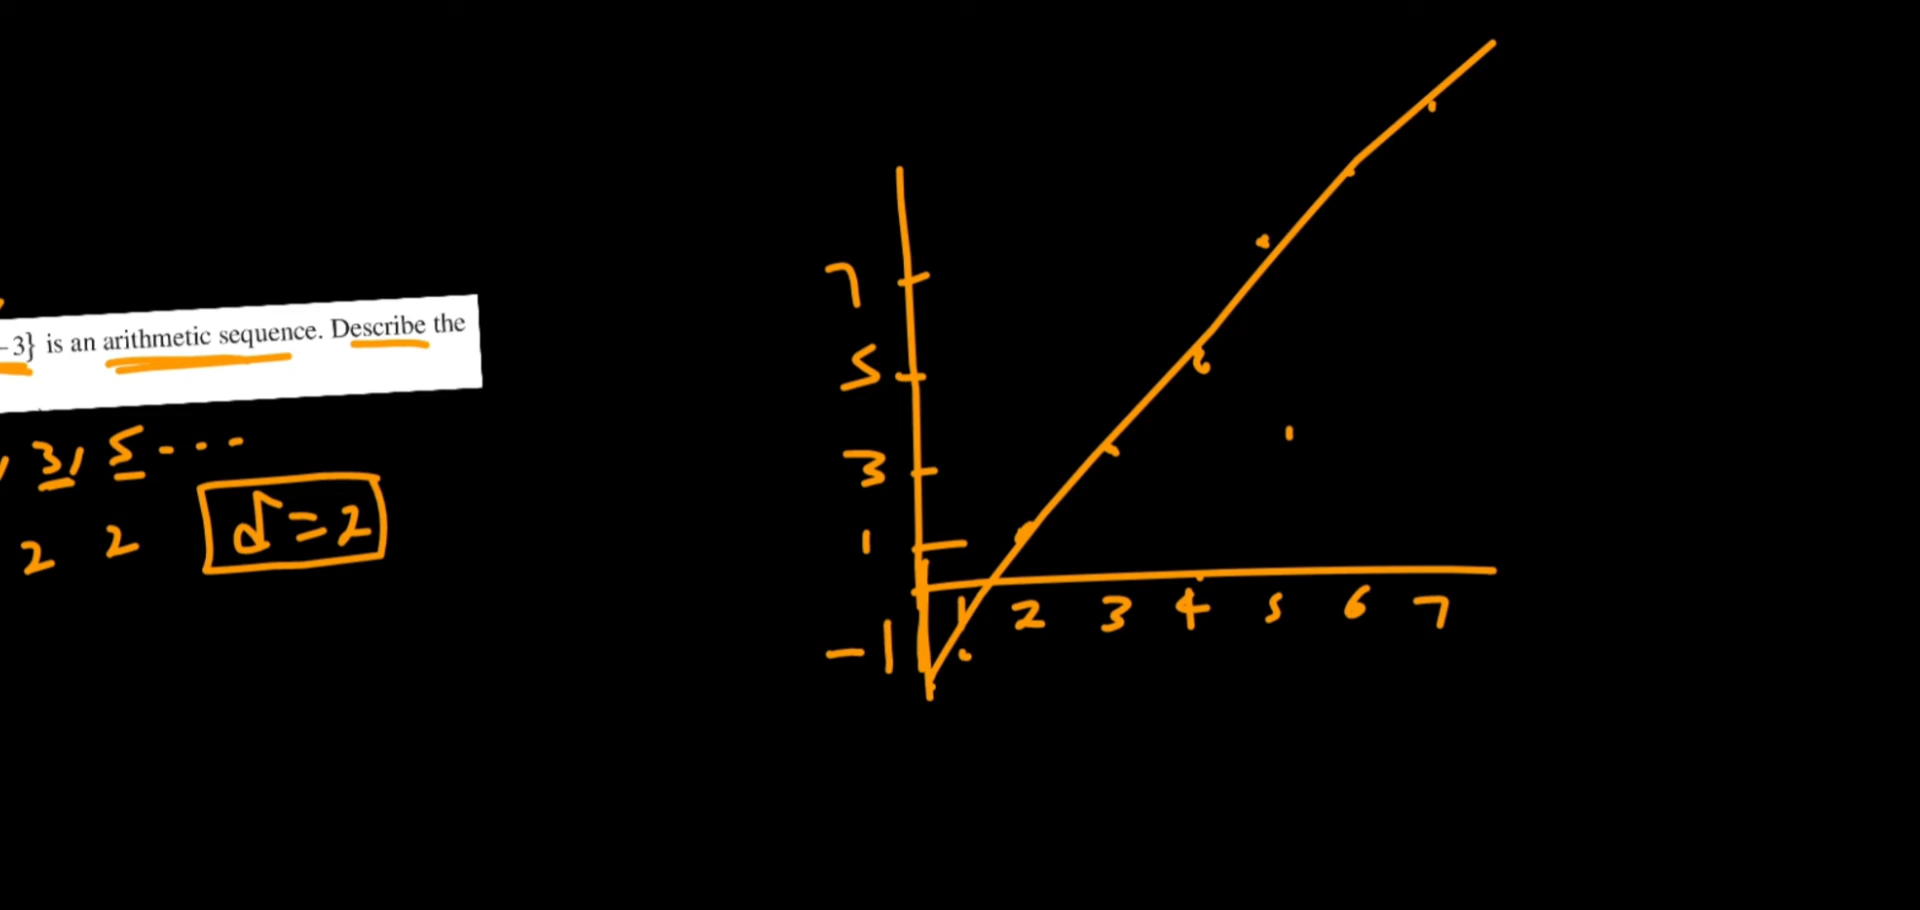 -3} is an arithmetic sequence. Describe the
, 3, 5 ...
2 2 d=2
7
5
3
1
-1
1 2 3 4 5 6 7